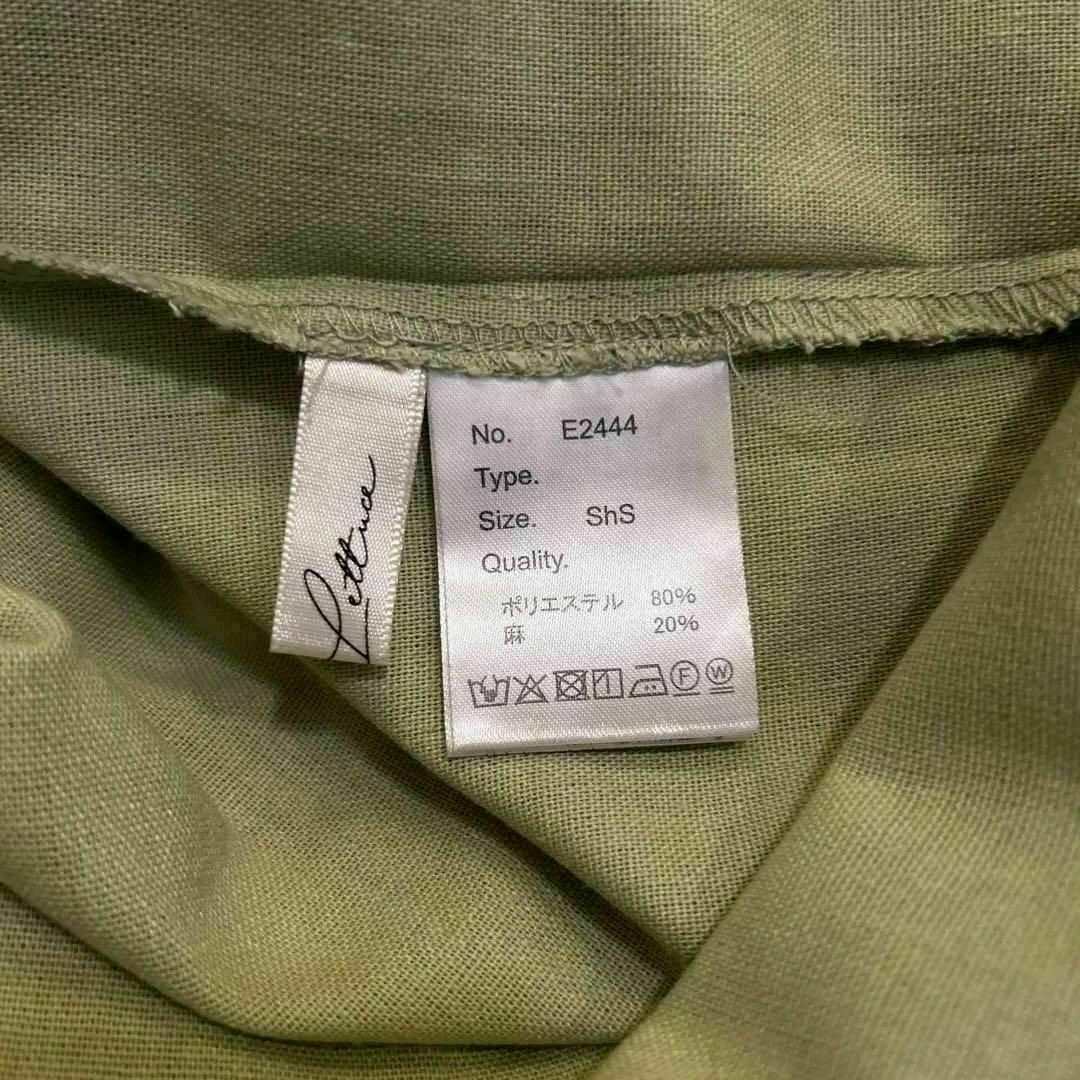 Lettuce
No. E2444
Type.
Size. ShS
Quality.
ポリエステル 80%
麻 20%
F W